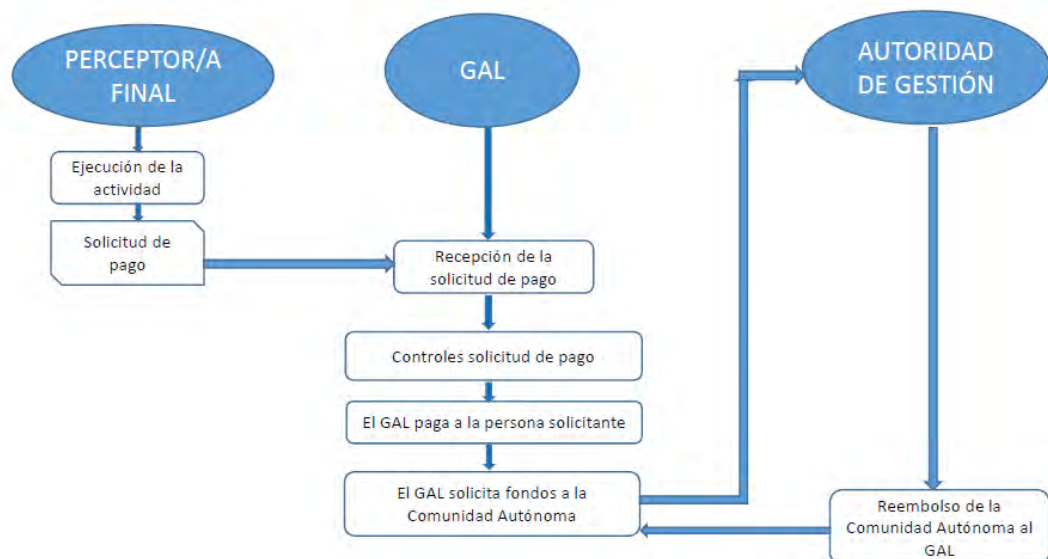 PERCEPTOR/A
FINAL
GAL
AUTORIDAD
DE GESTIÓN
Ejecución de la
actividad
Solicitud de
pago
Recepción de la
solicitud de pago
Controles solicitud de pago
El GAL paga a la persona solicitante
El GAL solicita fondos a la
Comunidad Autónoma
Reembolso de la
Comunidad Autónoma al
GAL